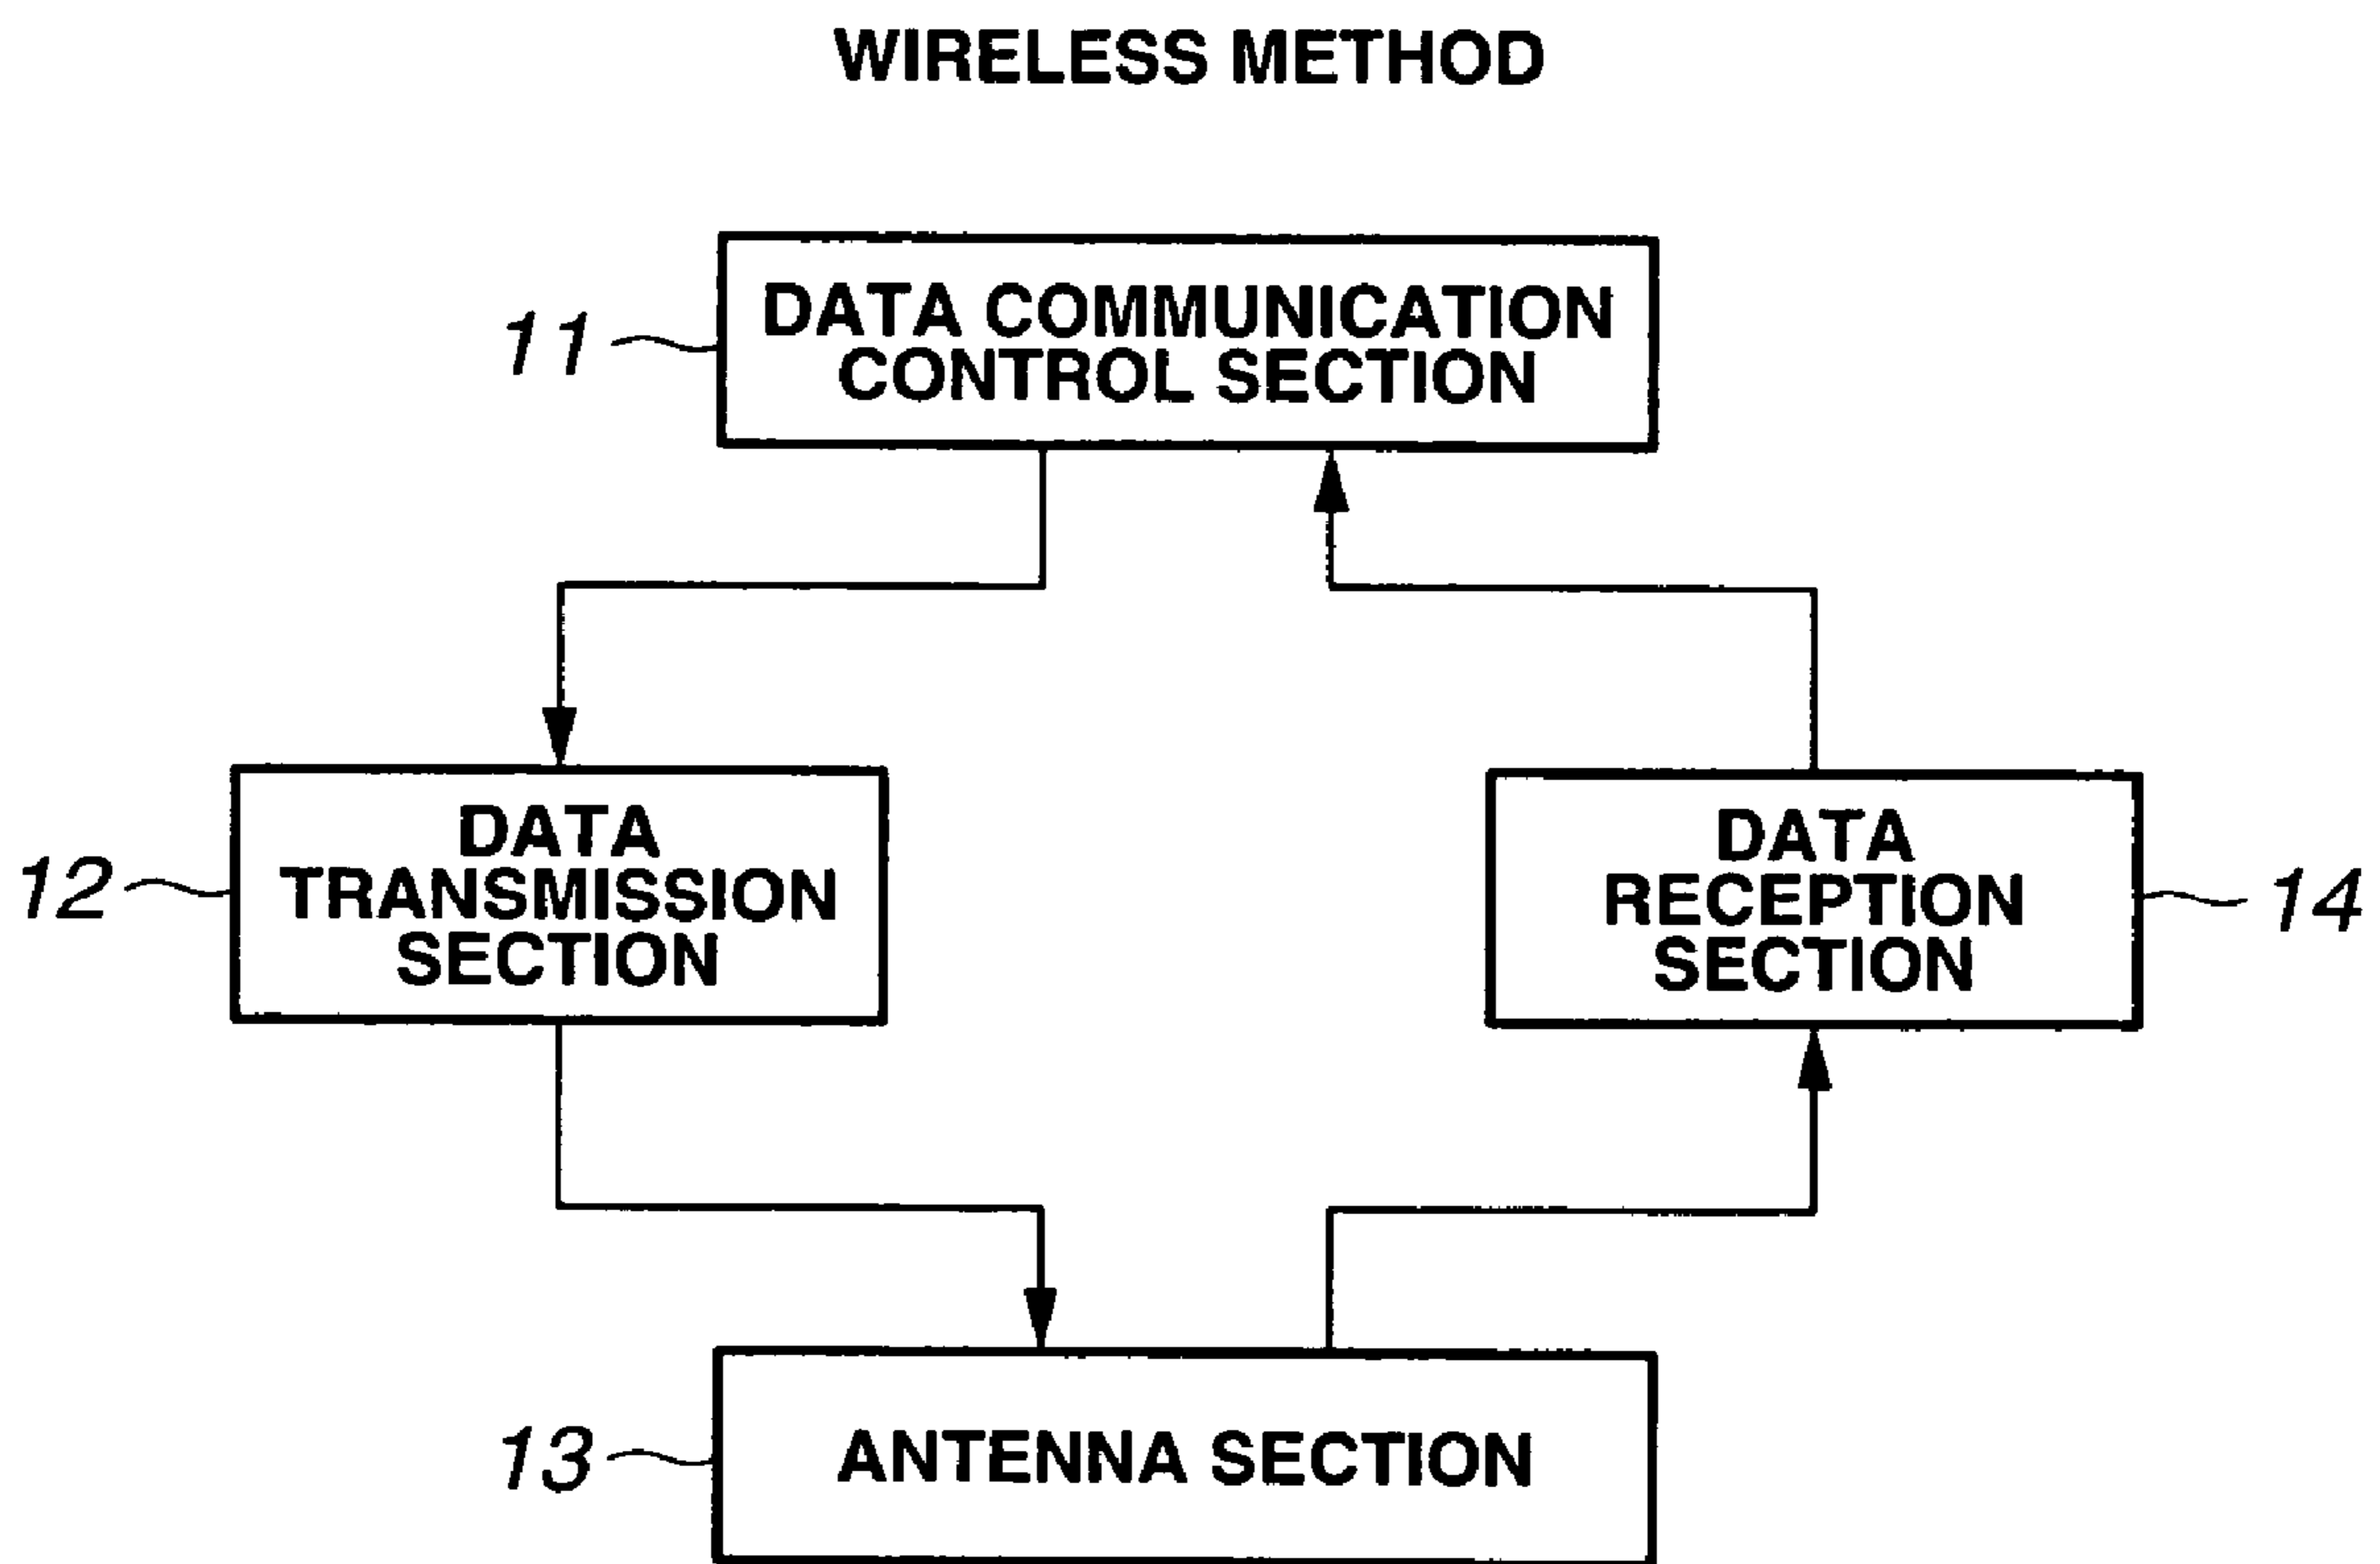 WIRELESS METHOD
11
DATA COMMUNICATION
CONTROL SECTION
12
DATA
TRANSMISSION
SECTION
DATA
RECEPTION
SECTION
14
13
ANTENNA SECTION